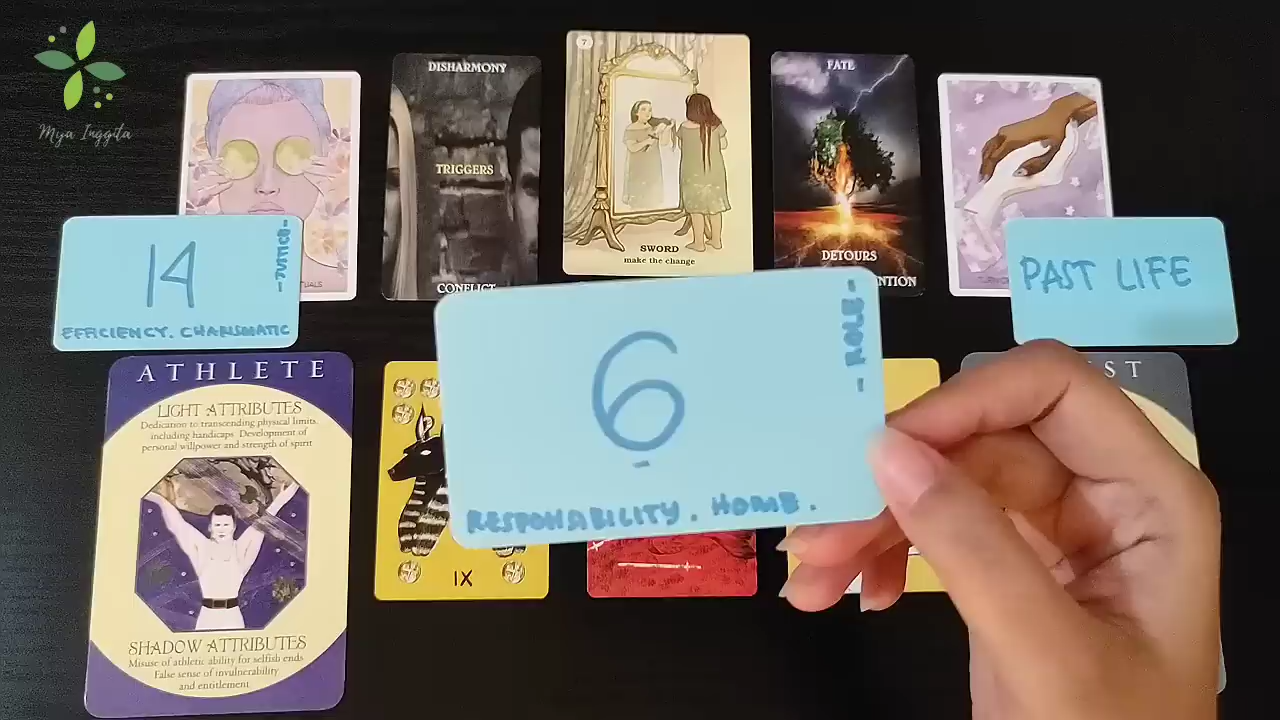 Mya Inggita
7
DISHARMONY
TRIGGERS
CONFLICT
SWORD
make the change
FATE
DETOURS
NTION
14
- JUSTICE -
EFFICIENCY. CHARISMATIC
PAST LIFE
6
- ROLE -
RESPONABILITY. HOME.
ATHLETE
LIGHT ATTRIBUTES
Dedication to transcending physical limits,
including handicaps. Development of
personal willpower and strength of spirit
SHADOW ATTRIBUTES
Misuse of athletic ability for selfish ends.
False sense of invulnerability
and entitlement
IX
ST